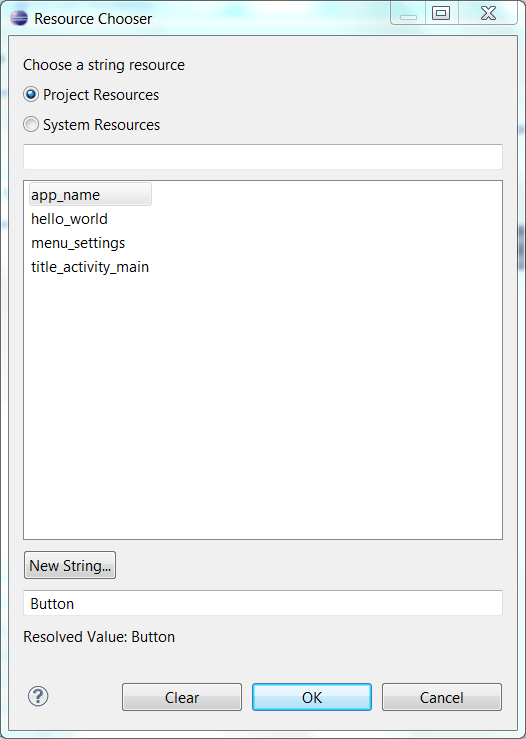 Resource Chooser
Choose a string resource
Project Resources
System Resources
app_name
hello_world
menu_settings
title_activity_main
New String...
Button
Resolved Value: Button
?
Clear
OK
Cancel